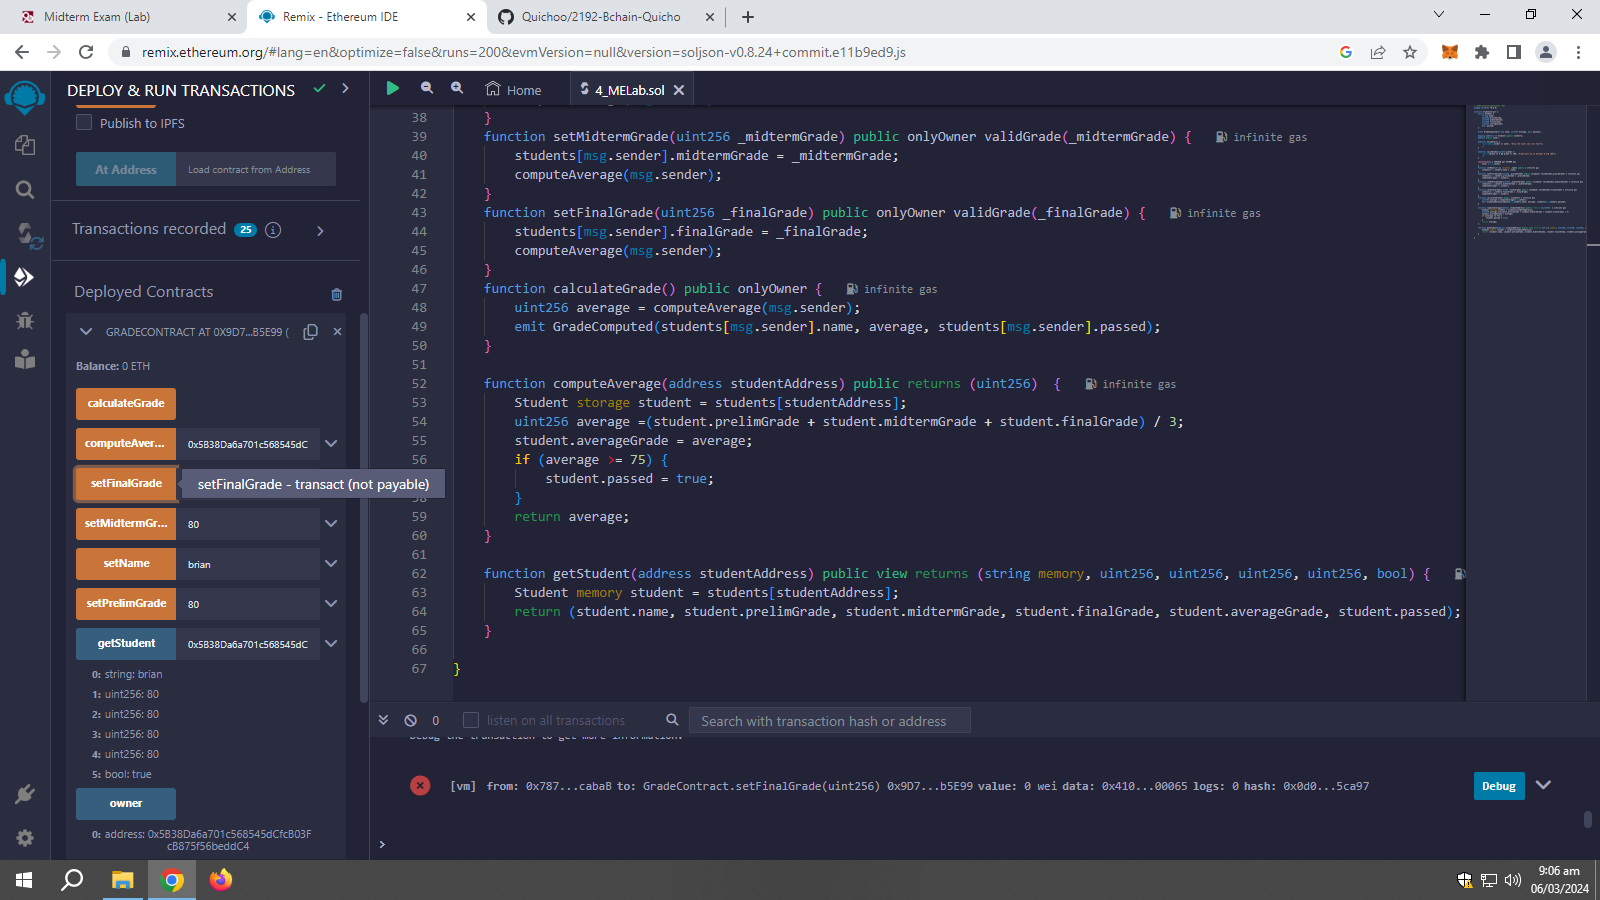 Midterm Exam (Lab)
Remix - Ethereum IDE
Quichoo/2192-Bchain-Quicho
remix.ethereum.org/#lang=en&optimize=false&runs=200&evmVersion=null&version=soljson-v0.8.24+commit.e11b9ed9.js
DEPLOY & RUN TRANSACTIONS
Publish to IPFS
At Address
Load contract from Address
Transactions recorded 25
Deployed Contracts
GRADECONTRACT AT 0X9D7...B5E99 (
Balance: 0 ETH
calculateGrade
computeAver... 0x5B38Da6a701c568545dC
setFinalGrade
setFinalGrade - transact (not payable)
setMidtermGr... 80
setName brian
setPrelimGrade 80
getStudent 0x5B38Da6a701c568545dC
0: string: brian
1: uint256: 80
2: uint256: 80
3: uint256: 80
4: uint256: 80
5: bool: true
owner
0: address: 0x5B38Da6a701c568545dCfcB03F
cB875f56beddC4
Home
4_MELab.sol
38 }
39 function setMidtermGrade(uint256 _midtermGrade) public onlyOwner validGrade(_midtermGrade) { infinite gas
40 students[msg.sender].midtermGrade = _midtermGrade;
41 computeAverage(msg.sender);
42 }
43 function setFinalGrade(uint256 _finalGrade) public onlyOwner validGrade(_finalGrade) { infinite gas
44 students[msg.sender].finalGrade = _finalGrade;
45 computeAverage(msg.sender);
46 }
47 function calculateGrade() public onlyOwner { infinite gas
48 uint256 average = computeAverage(msg.sender);
49 emit GradeComputed(students[msg.sender].name, average, students[msg.sender].passed);
50 }
51
52 function computeAverage(address studentAddress) public returns (uint256) { infinite gas
53 Student storage student = students[studentAddress];
54 uint256 average =(student.prelimGrade + student.midtermGrade + student.finalGrade) / 3;
55 student.averageGrade = average;
56 if (average >= 75) {
student.passed = true;
58 }
59 return average;
60 }
61
62 function getStudent(address studentAddress) public view returns (string memory, uint256, uint256, uint256, uint256, bool) {
63 Student memory student = students[studentAddress];
64 return (student.name, student.prelimGrade, student.midtermGrade, student.finalGrade, student.averageGrade, student.passed);
65 }
66
67 }
0
listen on all transactions
Search with transaction hash or address
Debug the transaction to get more information.
[vm] from: 0x787...cabaB to: GradeContract.setFinalGrade(uint256) 0x9D7...b5E99 value: 0 wei data: 0x410...00065 logs: 0 hash: 0x0d0...5ca97
Debug
>
9:06 am
06/03/2024